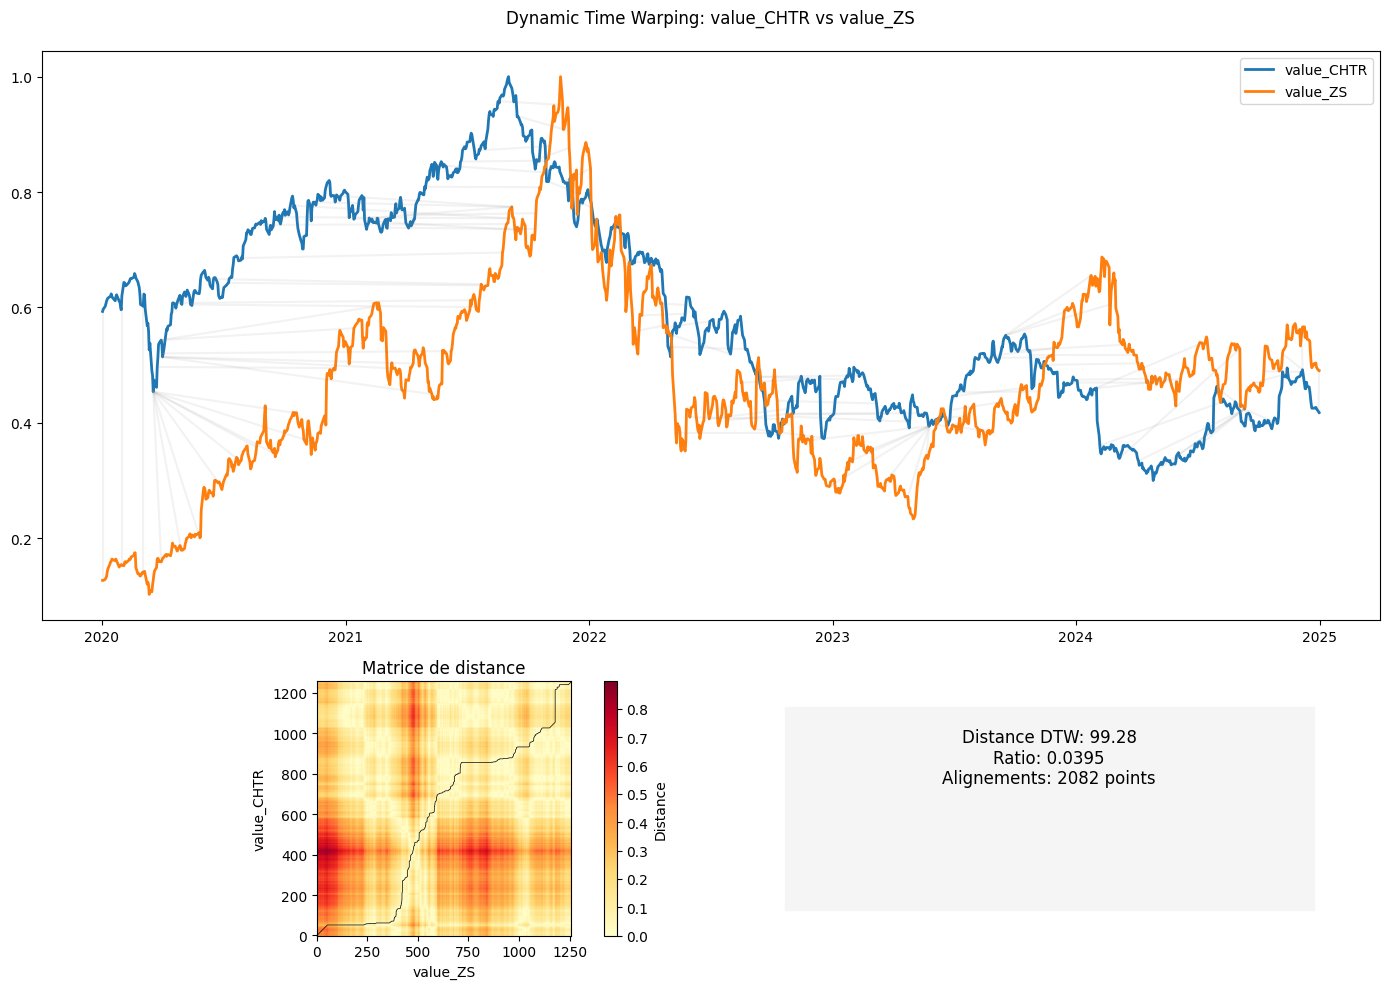 Dynamic Time Warping: value_CHTR vs value_ZS
value_CHTR
value_ZS
1.0
0.8
0.6
0.4
0.2
2020 2021 2022 2023 2024 2025
Matrice de distance
value_CHTR
1200
1000
800
600
400
200
0
0 250 500 750 1000 1250
value_ZS
0.8
0.7
0.6
0.5
0.4
0.3
0.2
0.1
0.0
Distance
Distance DTW: 99.28
Ratio: 0.0395
Alignements: 2082 points